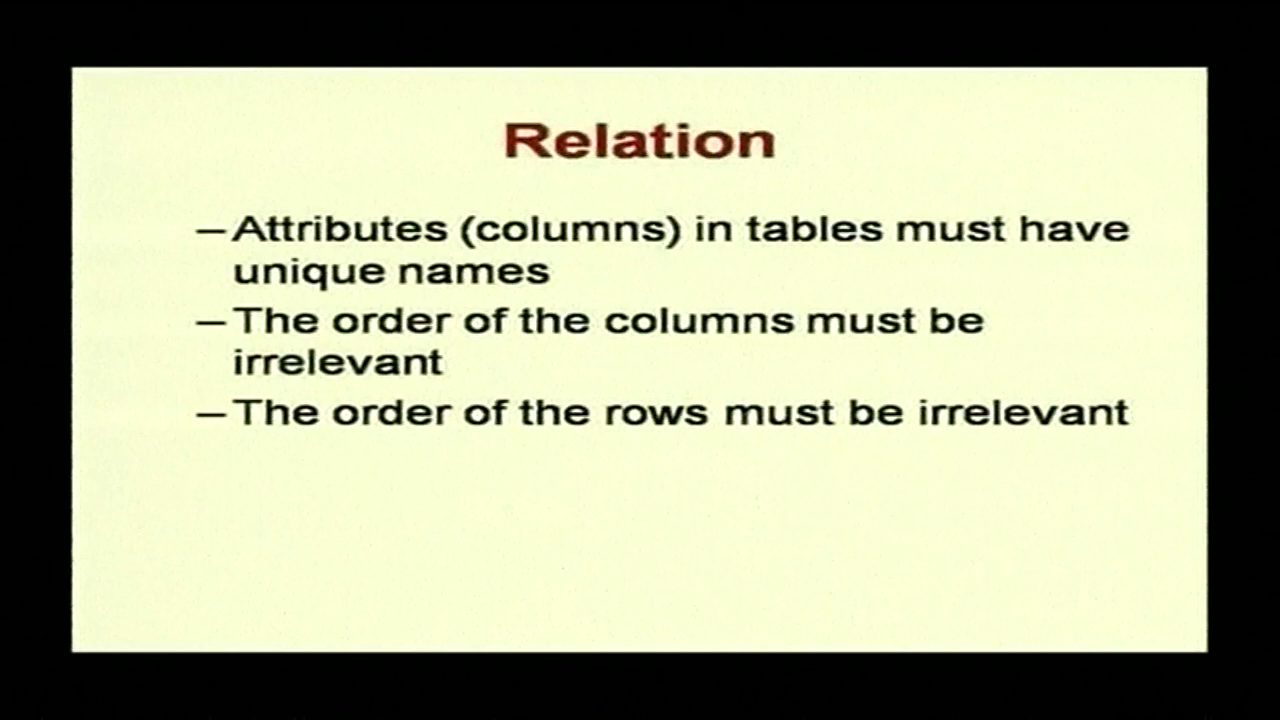 Relation
–Attributes (columns) in tables must have
unique names
–The order of the columns must be
irrelevant
–The order of the rows must be irrelevant